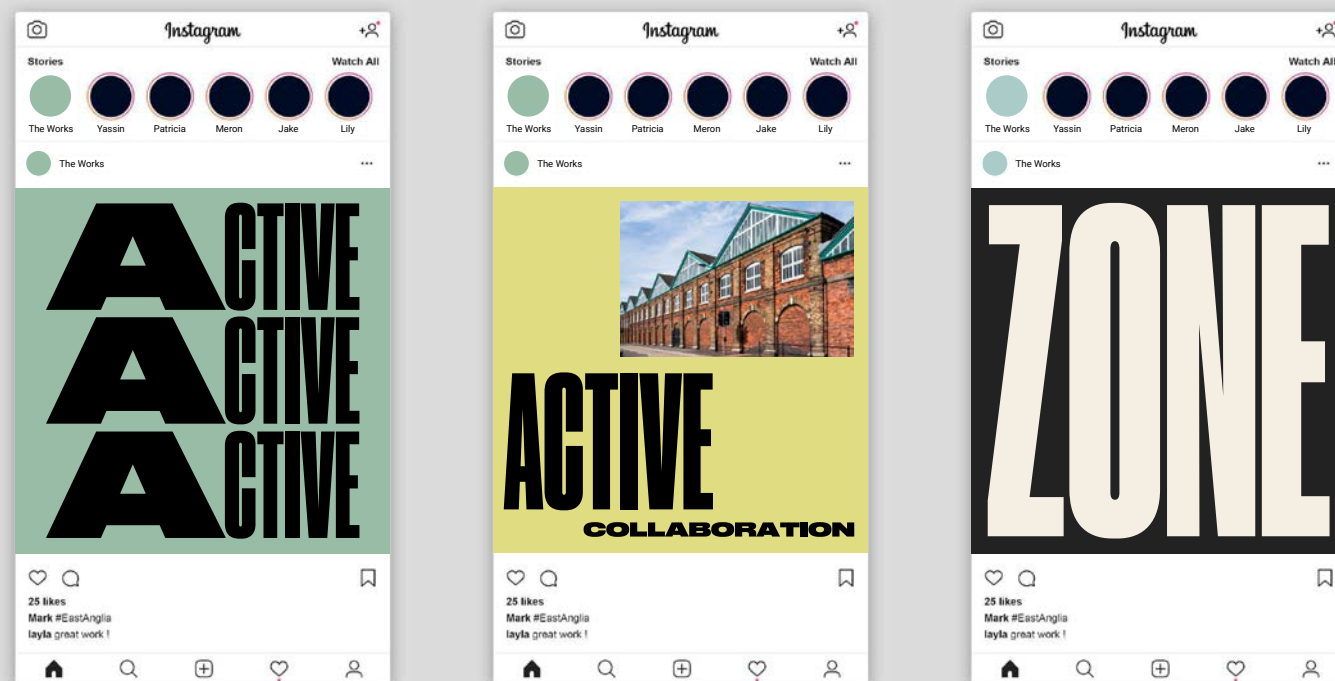 Instagram
Stories Watch All
The Works Yassin Patricia Meron Jake Lily
The Works
ACTIVE
ACTIVE
ACTIVE
25 likes
Mark #EastAnglia
layla great work !
Instagram
Stories Watch All
The Works Yassin Patricia Meron Jake Lily
The Works
ACTIVE
COLLABORATION
25 likes
Mark #EastAnglia
layla great work !
Instagram
Stories Watch All
The Works Yassin Patricia Meron Jake Lily
The Works
ZONE
25 likes
Mark #EastAnglia
layla great work !